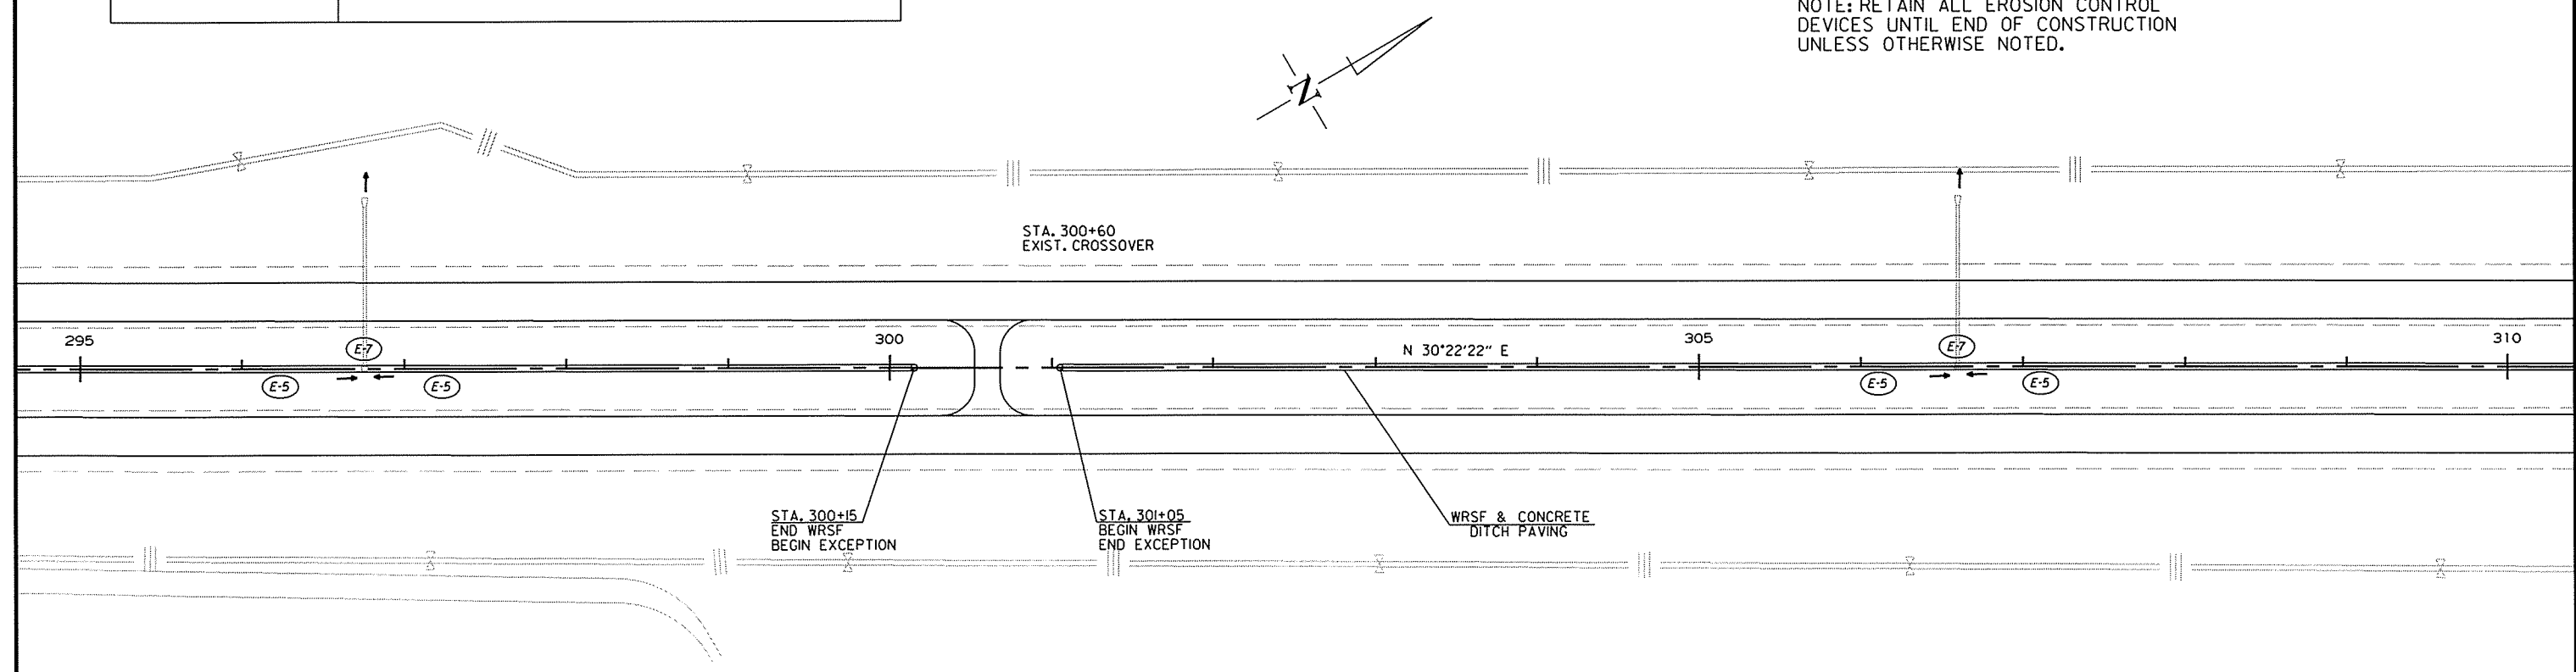 NOTE: RETAIN ALL EROSION CONTROL
DEVICES UNTIL END OF CONSTRUCTION
UNLESS OTHERWISE NOTED.
N
STA. 300+60
EXIST. CROSSOVER
295
300
305
310
N 30°22'22" E
E-7
E-7
E-5
E-5
E-5
E-5
STA. 300+15
END WRSF
BEGIN EXCEPTION
STA. 301+05
BEGIN WRSF
END EXCEPTION
WRSF & CONCRETE
DITCH PAVING